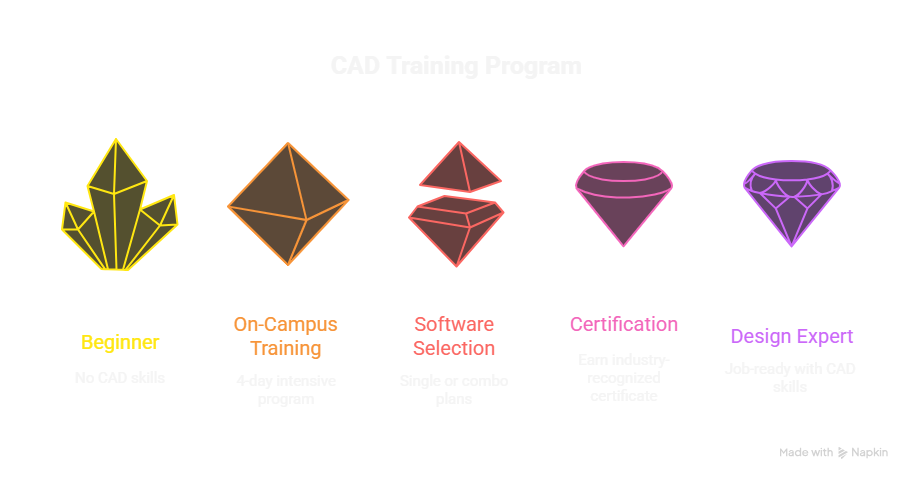 CAD Training Program
Beginner
No CAD skills
On-Campus
Training
4-day intensive
program
Software
Selection
Single or combo
plans
Certification
Earn industry-
recognized
certificate
Design Expert
Job-ready with CAD
skills
Made with Napkin